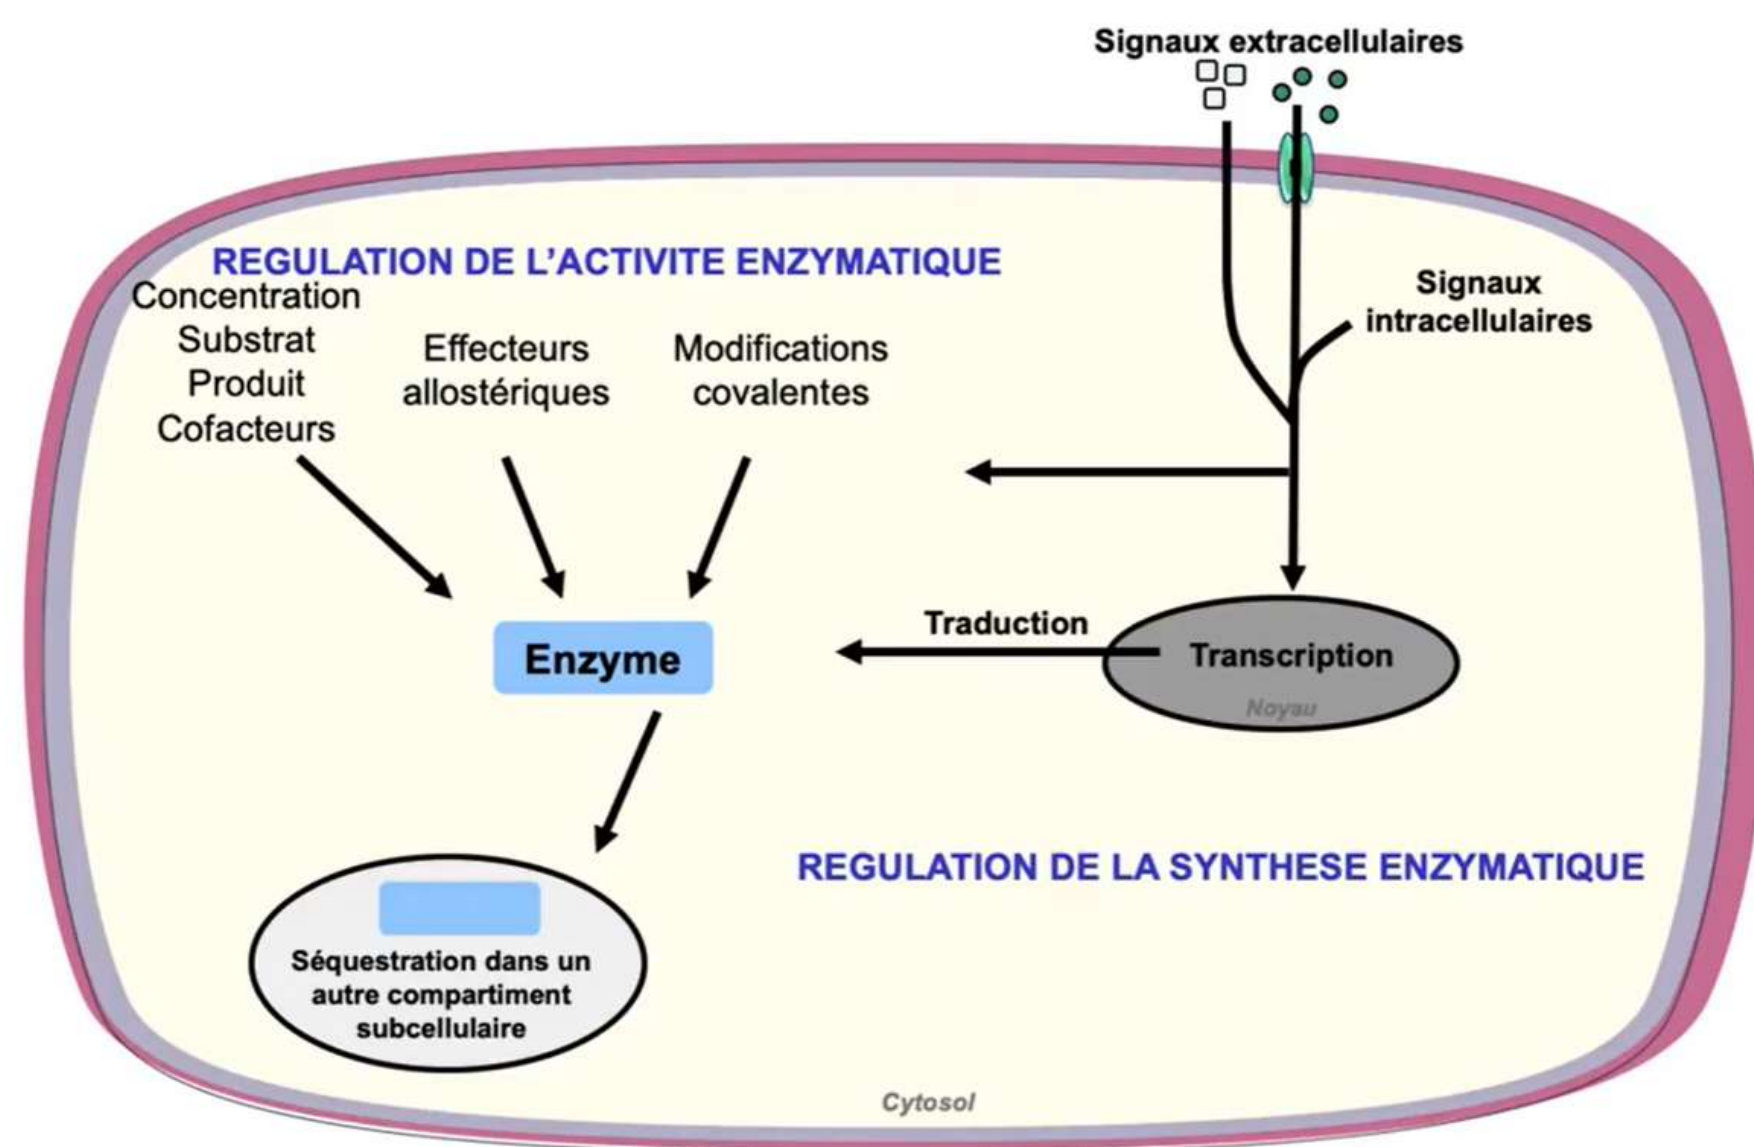 Signaux extracellulaires
REGULATION DE L'ACTIVITE ENZYMATIQUE
Concentration
Substrat
Produit
Cofacteurs
Effecteurs
allostériques
Modifications
covalentes
Signaux
intracellulaires
Enzyme
Traduction
Transcription
Noyau
REGULATION DE LA SYNTHESE ENZYMATIQUE
Séquestration dans un
autre compartiment
subcellulaire
Cytosol